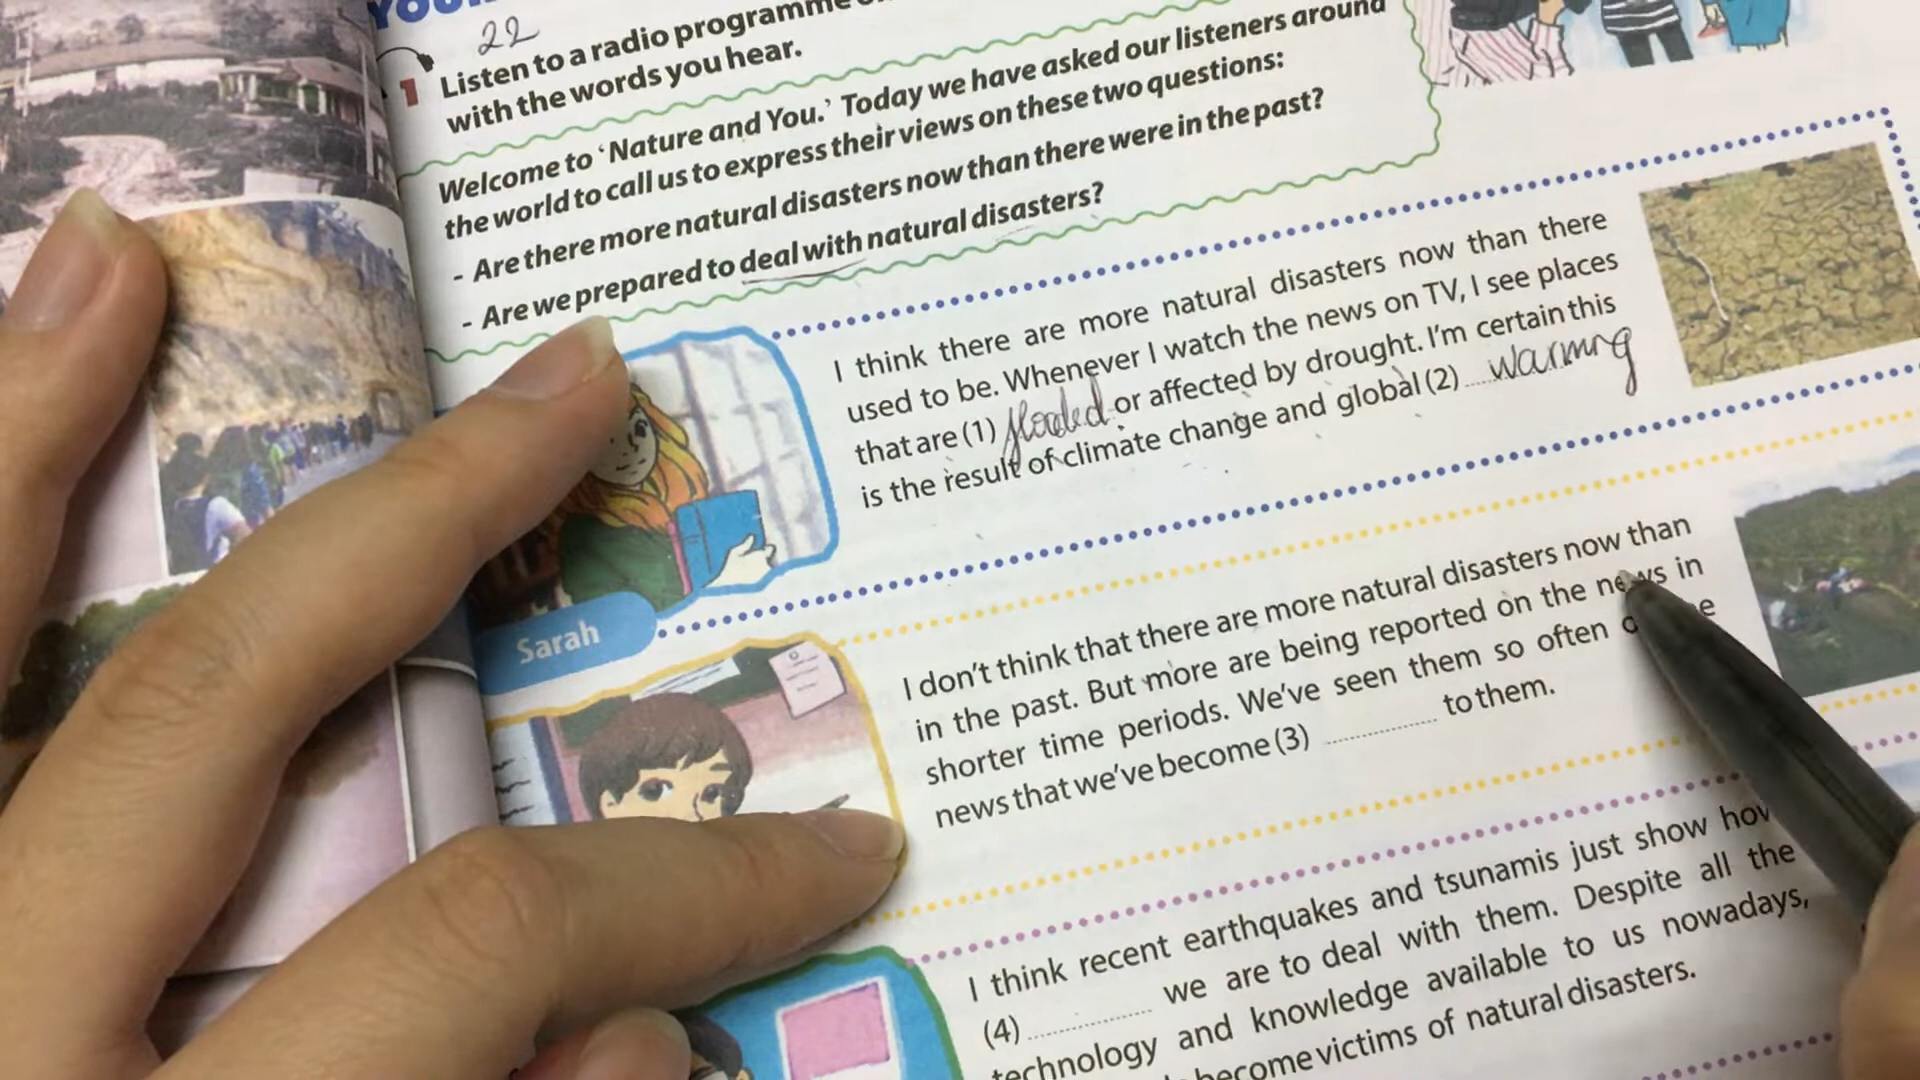 22
1 Listen to a radio programme
with the words you hear.
Welcome to ‘Nature and You.’ Today we have asked our listeners around
the world to call us to express their views on these two questions:
- Are there more natural disasters now than there were in the past?
- Are we prepared to deal with natural disasters?
I think there are more natural disasters now than there
used to be. Whenever I watch the news on TV, I see places
that are (1) flooded or affected by drought. I'm certain this
is the result of climate change and global (2) warming
Sarah
I don't think that there are more natural disasters now than
in the past. But more are being reported on the news in
shorter time periods. We've seen them so often
news that we've become (3) ........ to them.
I think recent earthquakes and tsunamis just show how
(4) ........ we are to deal with them. Despite all the
technology and knowledge available to us nowadays,
become victims of natural disasters.